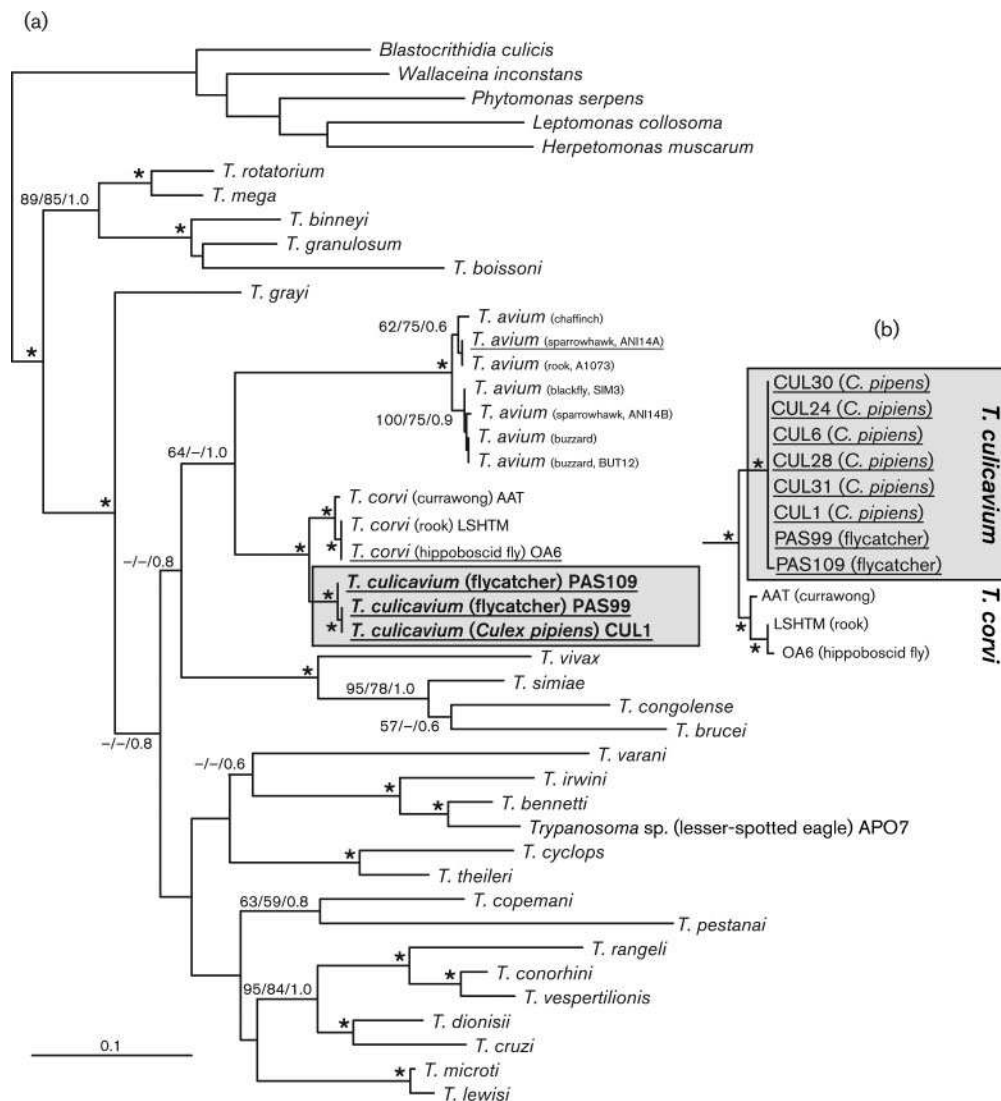 (a)
Blastocrithidia culicis
Wallaceina inconstans
Phytomonas serpens
Leptomonas collosoma
Herpetomonas muscarum
*
T. rotatorium
89/85/1.0
T. mega
*
T. binneyi
T. granulosum
T. boissoni
T. grayi
*
T. avium (chaffinch)
62/75/0.6
T. avium (sparrowhawk, ANI14A)
*
T. avium (rook, A1073)
T. avium (blackfly, SIM3)
100/75/0.9
T. avium (sparrowhawk, ANI14B)
T. avium (buzzard)
T. avium (buzzard, BUT12)
64/–/1.0
*
T. corvi (currawong) AAT
*
T. corvi (rook) LSHTM
*
T. corvi (hippoboscid fly) OA6
*
–/–/0.8
T. culicavium (flycatcher) PAS109
*
T. culicavium (flycatcher) PAS99
*
T. culicavium (Culex pipiens) CUL1
T. vivax
*
T. simiae
95/78/1.0
T. congolense
57/–/0.6
T. brucei
–/–/0.8
T. varani
–/–/0.6
T. irwini
*
T. bennetti
*
Trypanosoma sp. (lesser-spotted eagle) APO7
T. cyclops
*
T. theileri
T. copemani
63/59/0.8
T. pestanai
T. rangeli
*
T. conorhini
*
T. vespertilionis
95/84/1.0
T. dionisii
*
T. cruzi
T. microti
*
T. lewisi
0.1
(b)
CUL30 (C. pipens)
CUL24 (C. pipiens)
CUL6 (C. pipiens)
CUL28 (C. pipiens)
*
CUL31 (C. pipiens)
CUL1 (C. pipiens)
PAS99 (flycatcher)
PAS109 (flycatcher)
T. culicavium
AAT (currawong)
*
LSHTM (rook)
*
OA6 (hippoboscid fly)
T. corvi